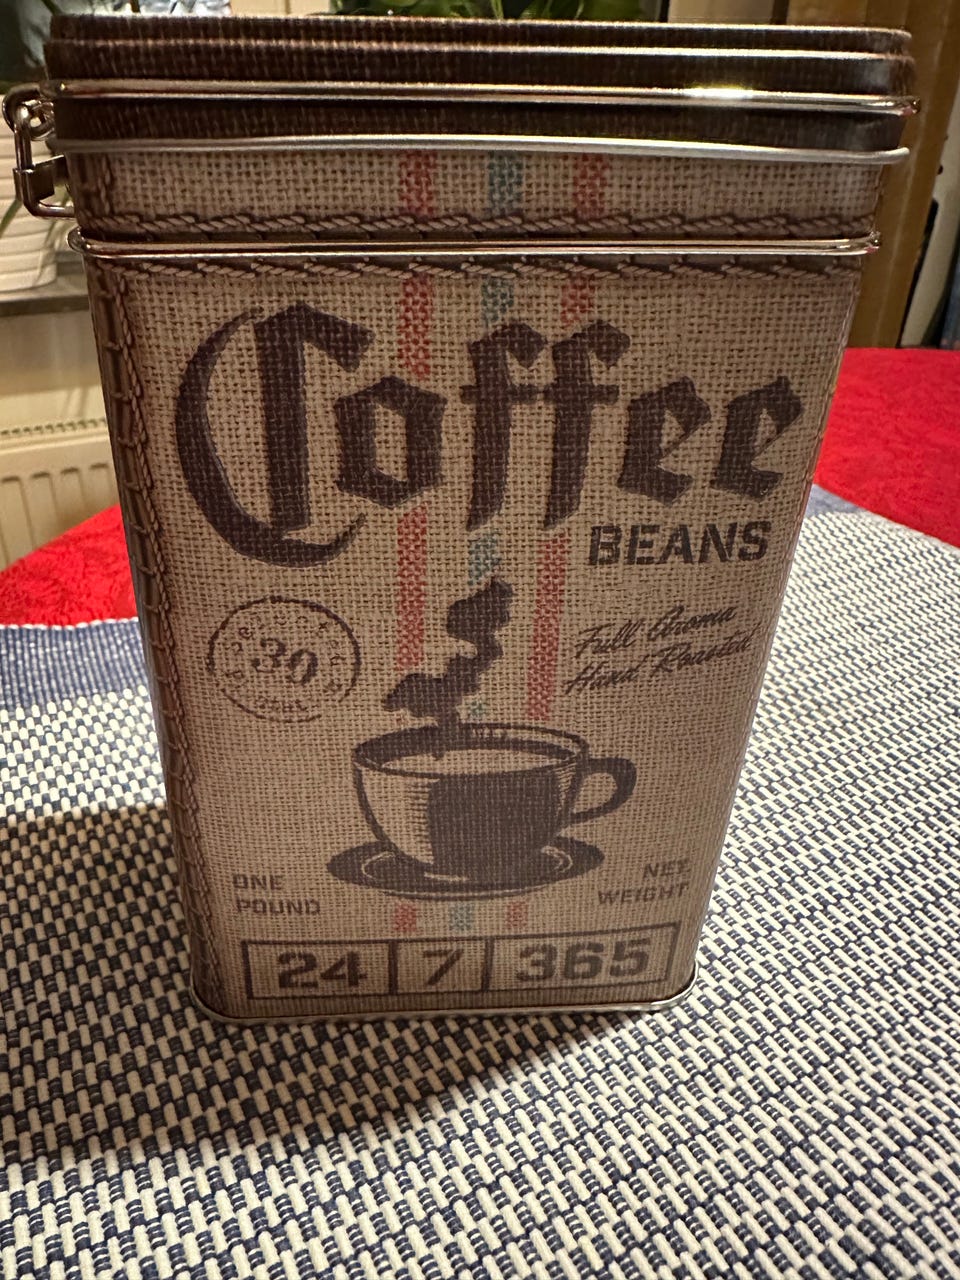 Coffee
BEANS
Full Aroma
Hand Roasted
30
ONE
POUND
NET
WEIGHT
24 7 365